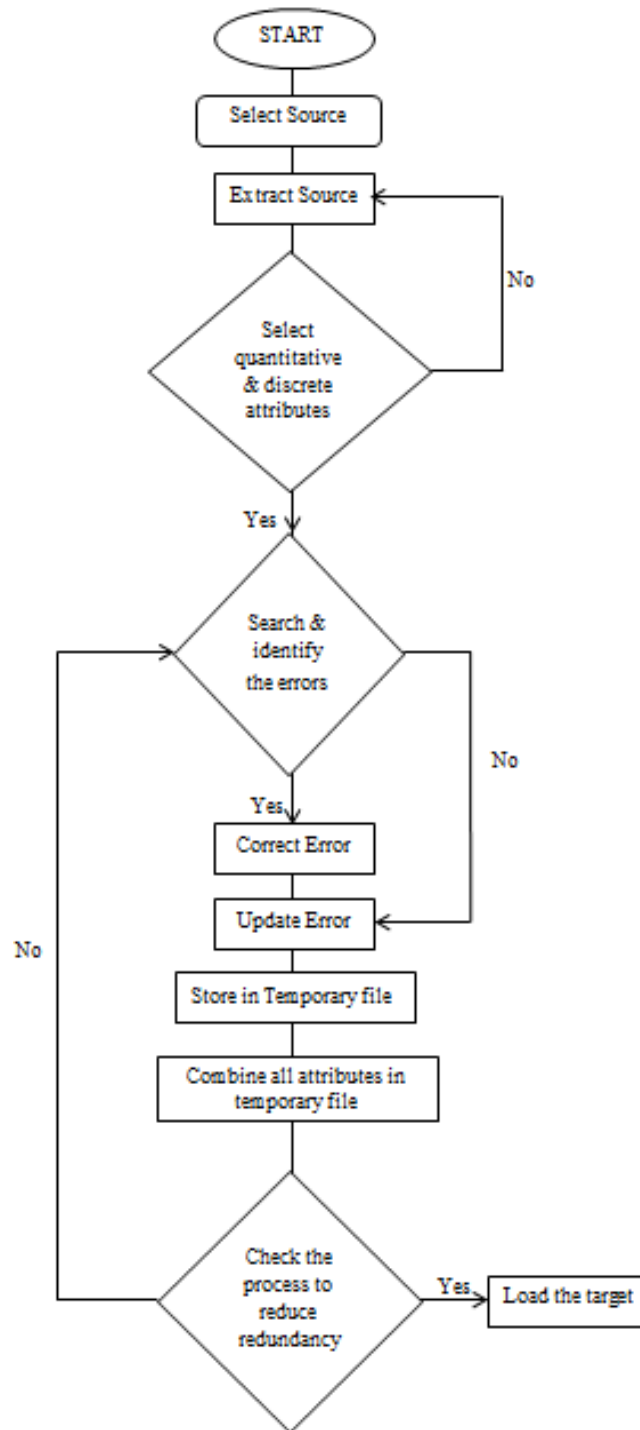 START
Select Source
Extract Source
No
Select
quantitative
& discrete
attributes
Yes
Search &
identify
the errors
No
Yes
Correct Error
Update Error
No
Store in Temporary file
Combine all attributes in
temporary file
Check the
process to
reduce
redundancy
Yes
Load the target